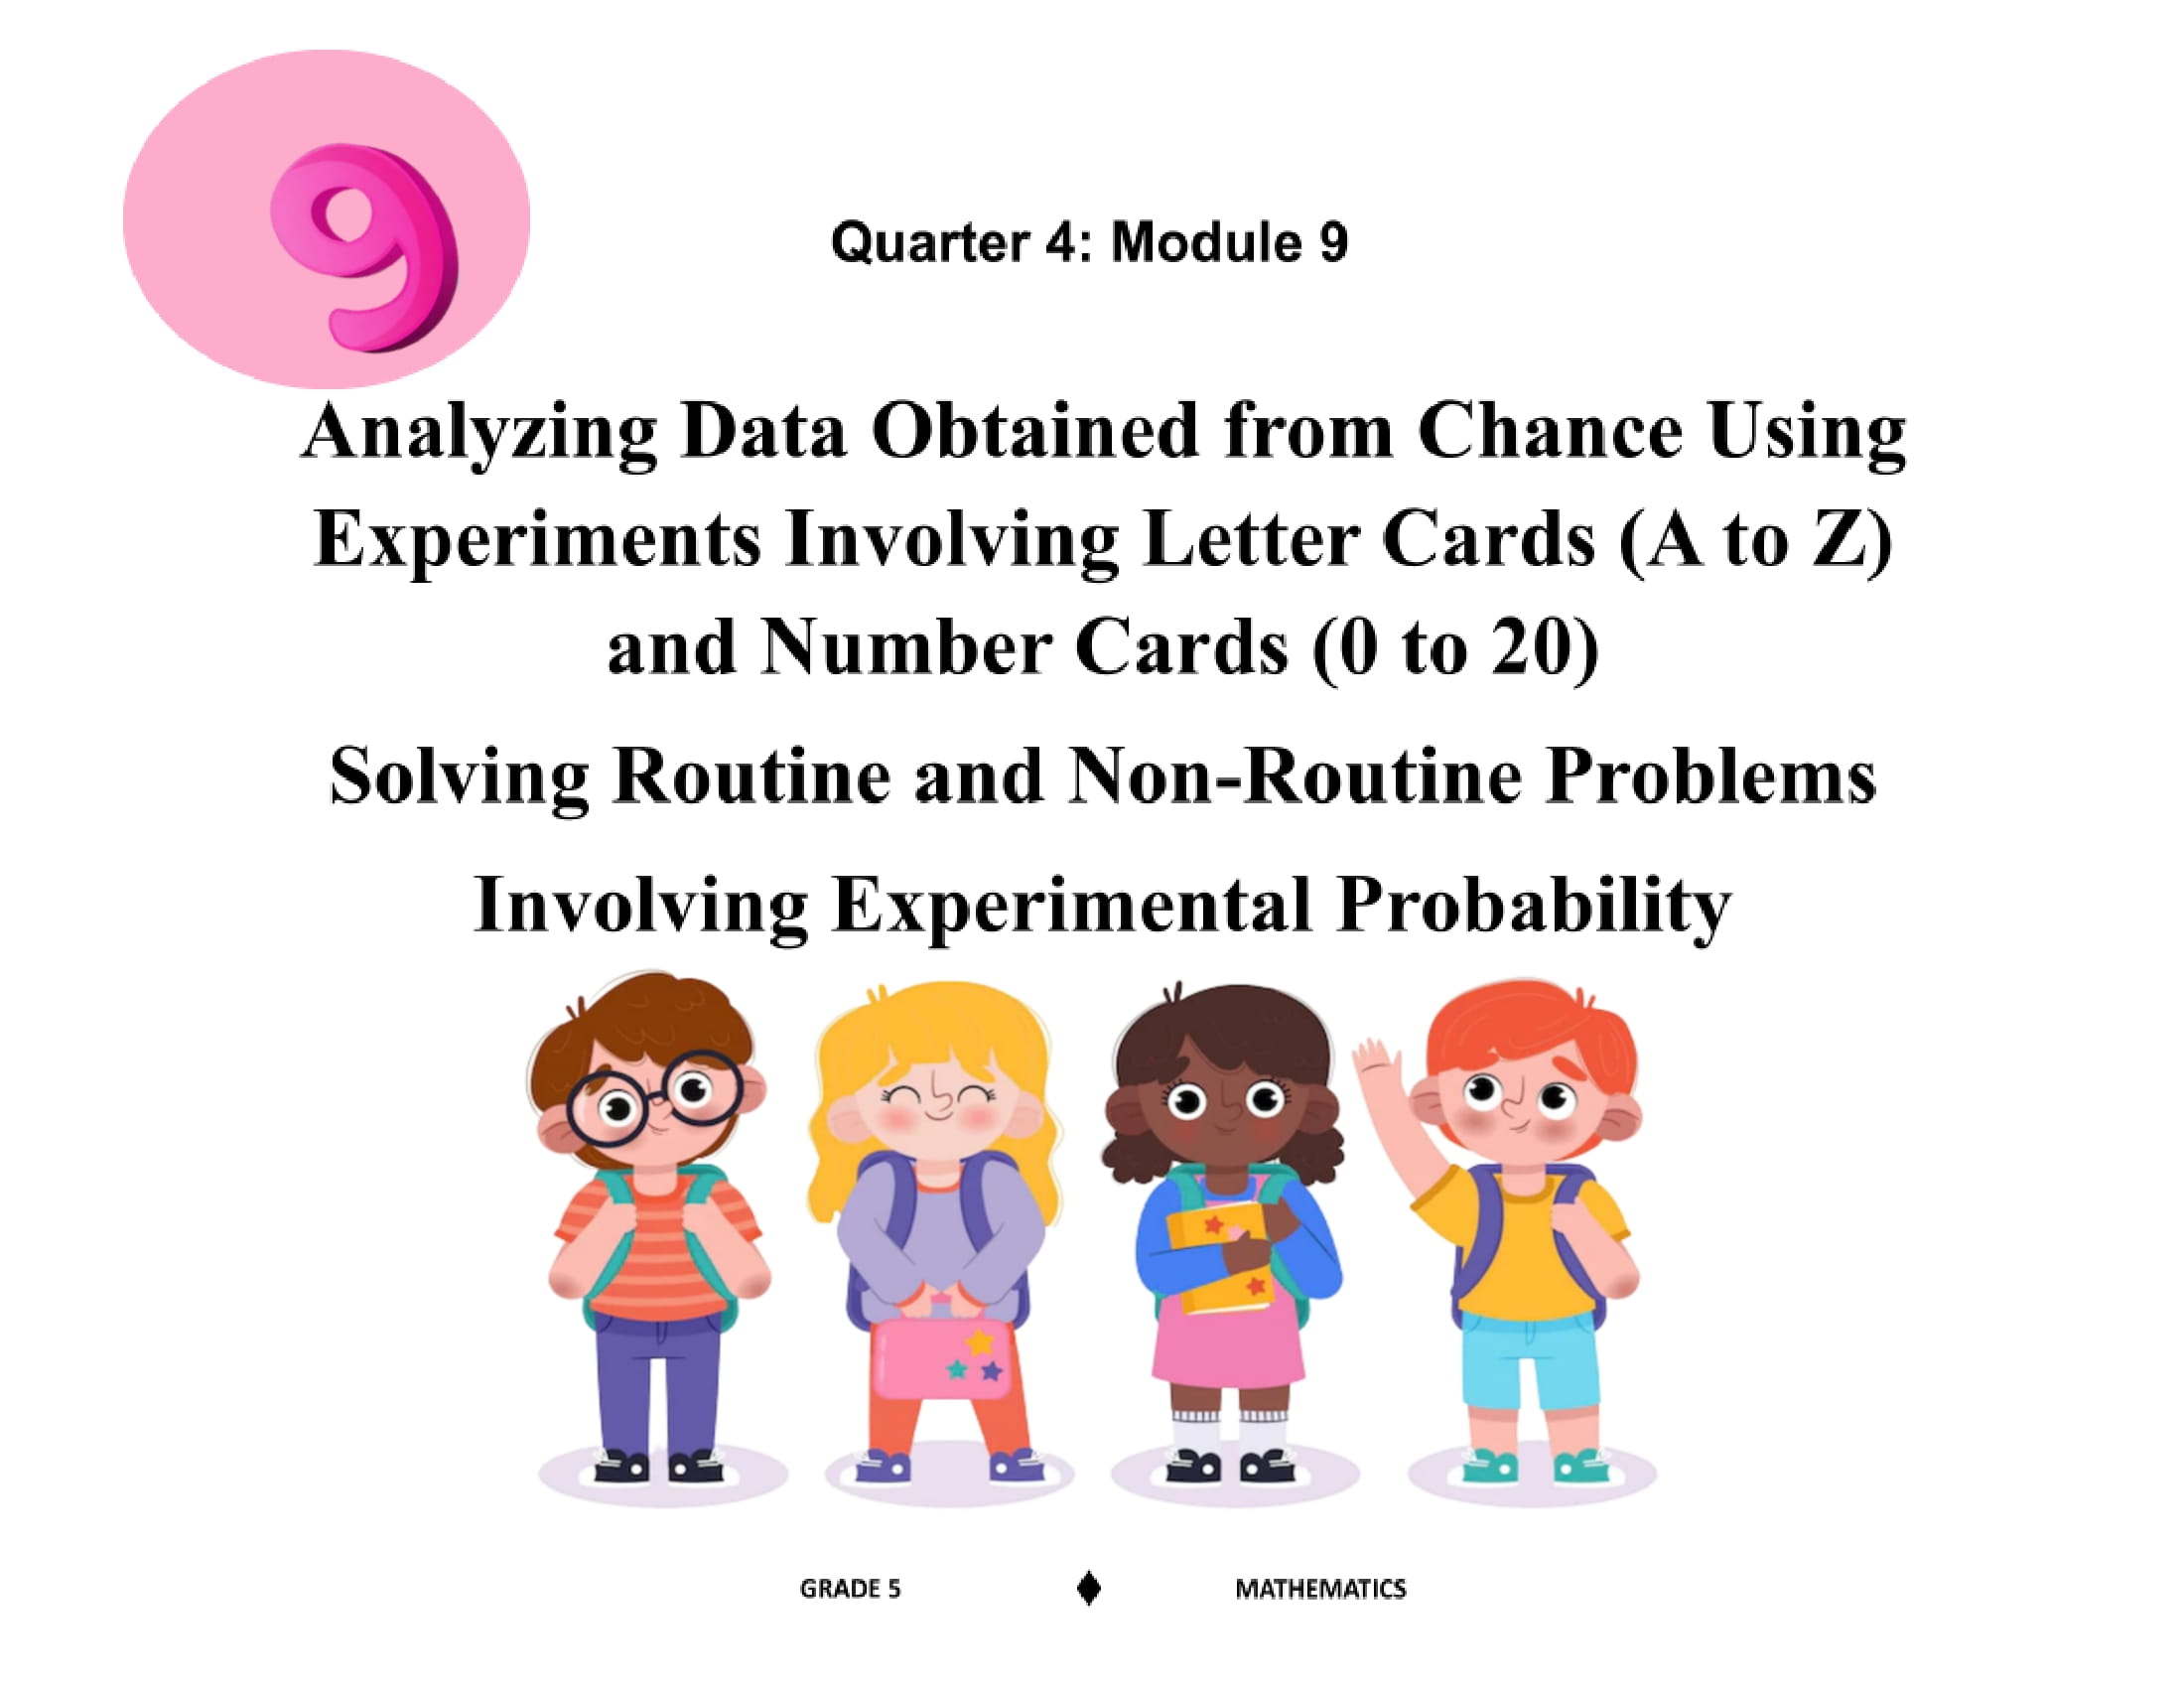 9
Quarter 4: Module 9
Analyzing Data Obtained from Chance Using
Experiments Involving Letter Cards (A to Z)
and Number Cards (0 to 20)
Solving Routine and Non-Routine Problems
Involving Experimental Probability
GRADE 5 ♦ MATHEMATICS